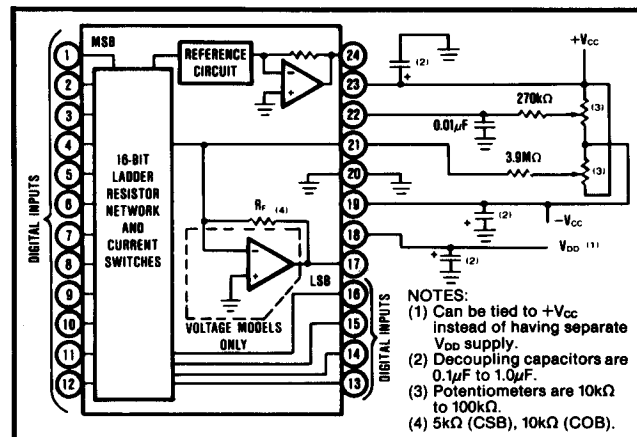 MSB
REFERENCE CIRCUIT
16-BIT
LADDER
RESISTOR
NETWORK
AND
CURRENT
SWITCHES
DIGITAL INPUTS
1
2
3
4
5
6
7
8
9
10
11
12
−
+
R_F (4)
−
+
VOLTAGE MODELS
ONLY
LSB
24
23
22
21
20
19
18
17
16
15
14
13
DIGITAL INPUTS
(2)
+
+VCC
270kΩ
(3)
0.01μF
3.9MΩ
(3)
+
(2)
−VCC
VDD (1)
+
(2)
NOTES:
(1) Can be tied to +VCC
instead of having separate
VDD supply.
(2) Decoupling capacitors are
0.1μF to 1.0μF.
(3) Potentiometers are 10kΩ
to 100kΩ.
(4) 5kΩ (CSB), 10kΩ (COB).